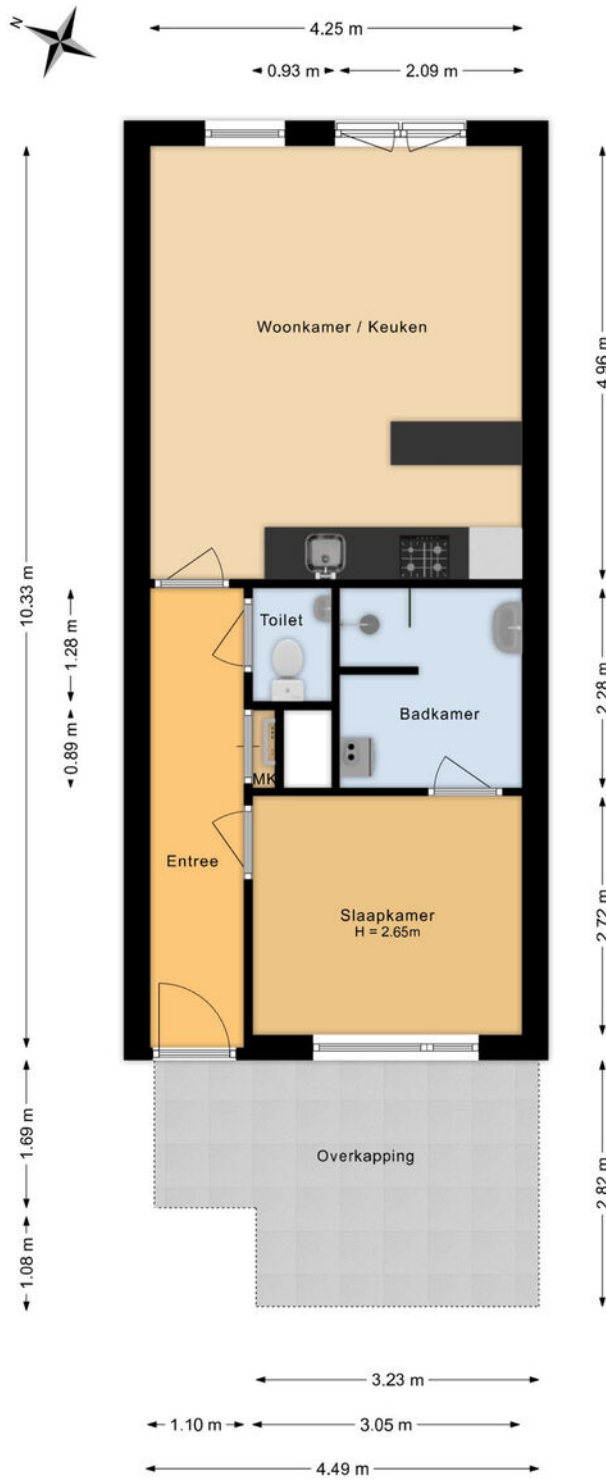 N
4.25 m
0.93 m
2.09 m
Woonkamer / Keuken
4.96 m
10.33 m
1.28 m
Toilet
2.28 m
0.89 m
Badkamer
MK
Entree
Slaapkamer
H = 2.65m
2.72 m
1.69 m
Overkapping
2.82 m
1.08 m
3.23 m
1.10 m
3.05 m
4.49 m